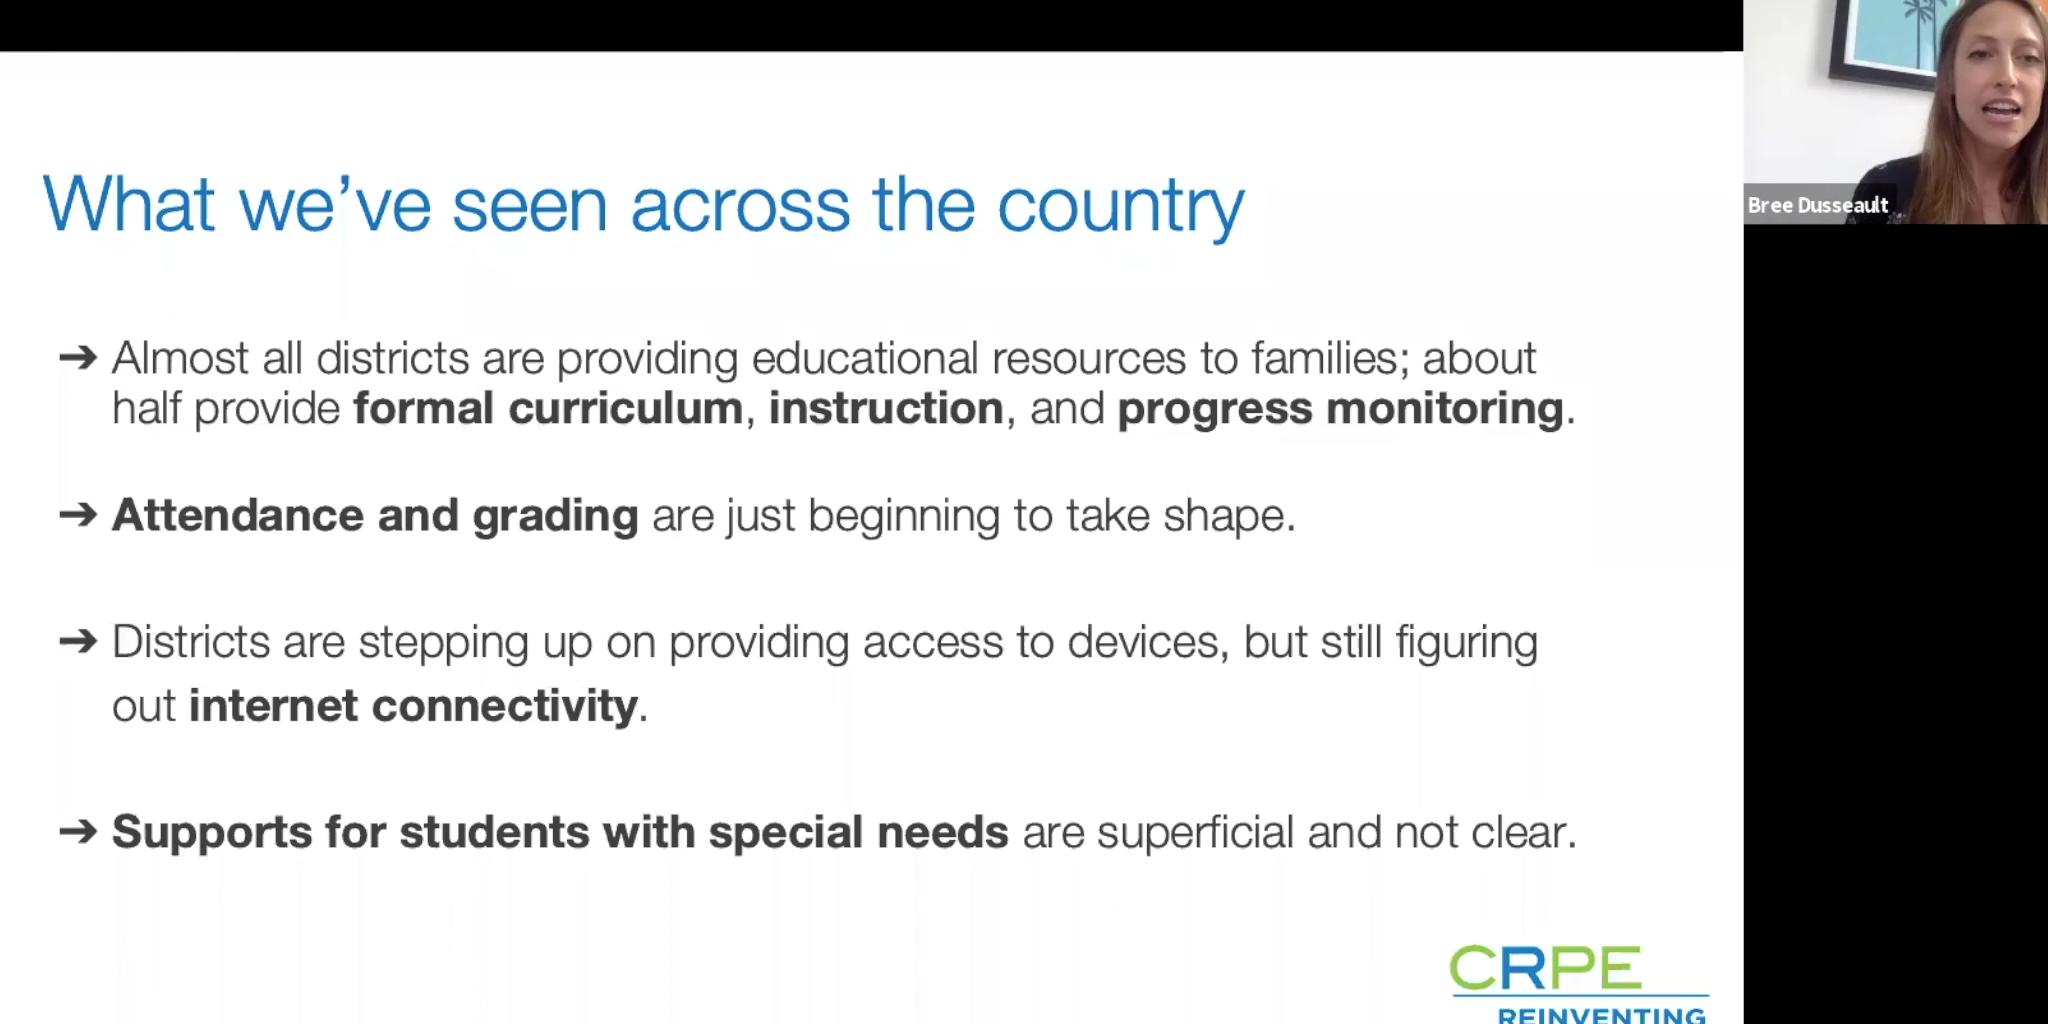 What we've seen across the country
Bree Dusseault
➔ Almost all districts are providing educational resources to families; about
half provide formal curriculum, instruction, and progress monitoring.
➔ Attendance and grading are just beginning to take shape.
➔ Districts are stepping up on providing access to devices, but still figuring
out internet connectivity.
➔ Supports for students with special needs are superficial and not clear.
CRPE
REINVENTING